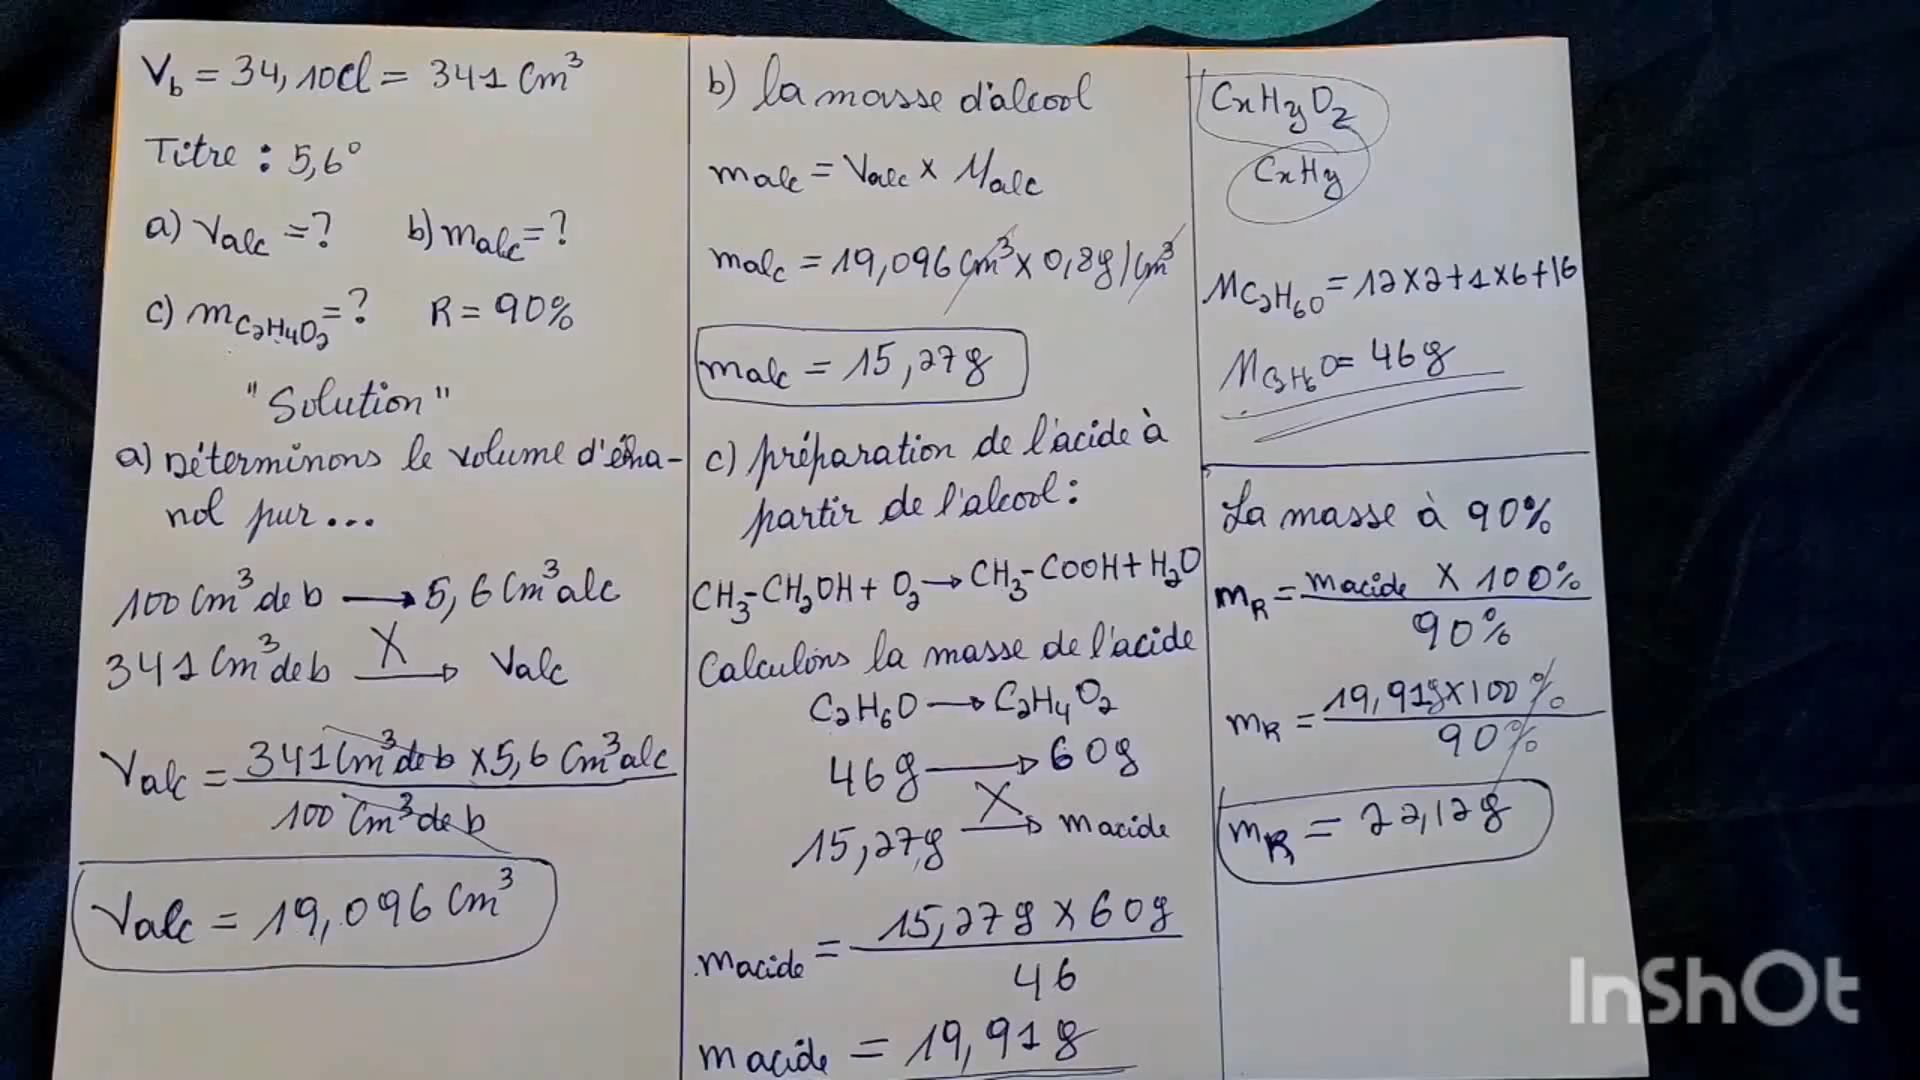 Vb = 34,10Cl = 341 Cm³
Titre : 5,6°
a) Valc = ? b) malc = ?
c) mC₂H₄O₂ = ? R = 90%
"Solution"
a) Déterminons le volume d'étha-
nol pur...
100 Cm³ de b → 5,6 Cm³ alc
341 Cm³ de b X → Valc
Valc = 341 Cm³ de b x 5,6 Cm³ alc
100 Cm³ de b
Valc = 19,096 Cm³
b) la masse d'alcool
malc = Valc x Malc
malc = 19,096 Cm³ x 0,8g/Cm³
malc = 15,27g
c) préparation de l'acide à
partir de l'alcool :
CH₃-CH₂OH + O₂ → CH₃-COOH + H₂O
Calculons la masse de l'acide
C₂H₆O → C₂H₄O₂
46g → 60g
15,27g X → macide
macide = 15,27g x 60g
46
macide = 19,91g
CxHyOz
CxHy
MC₂H₆O = 12x2+1x6+16
MC₂H₆O = 46g
La masse à 90%
mR = macide x 100%
90%
mR = 19,91g x 100%
90%
mR = 22,12g
InShOt